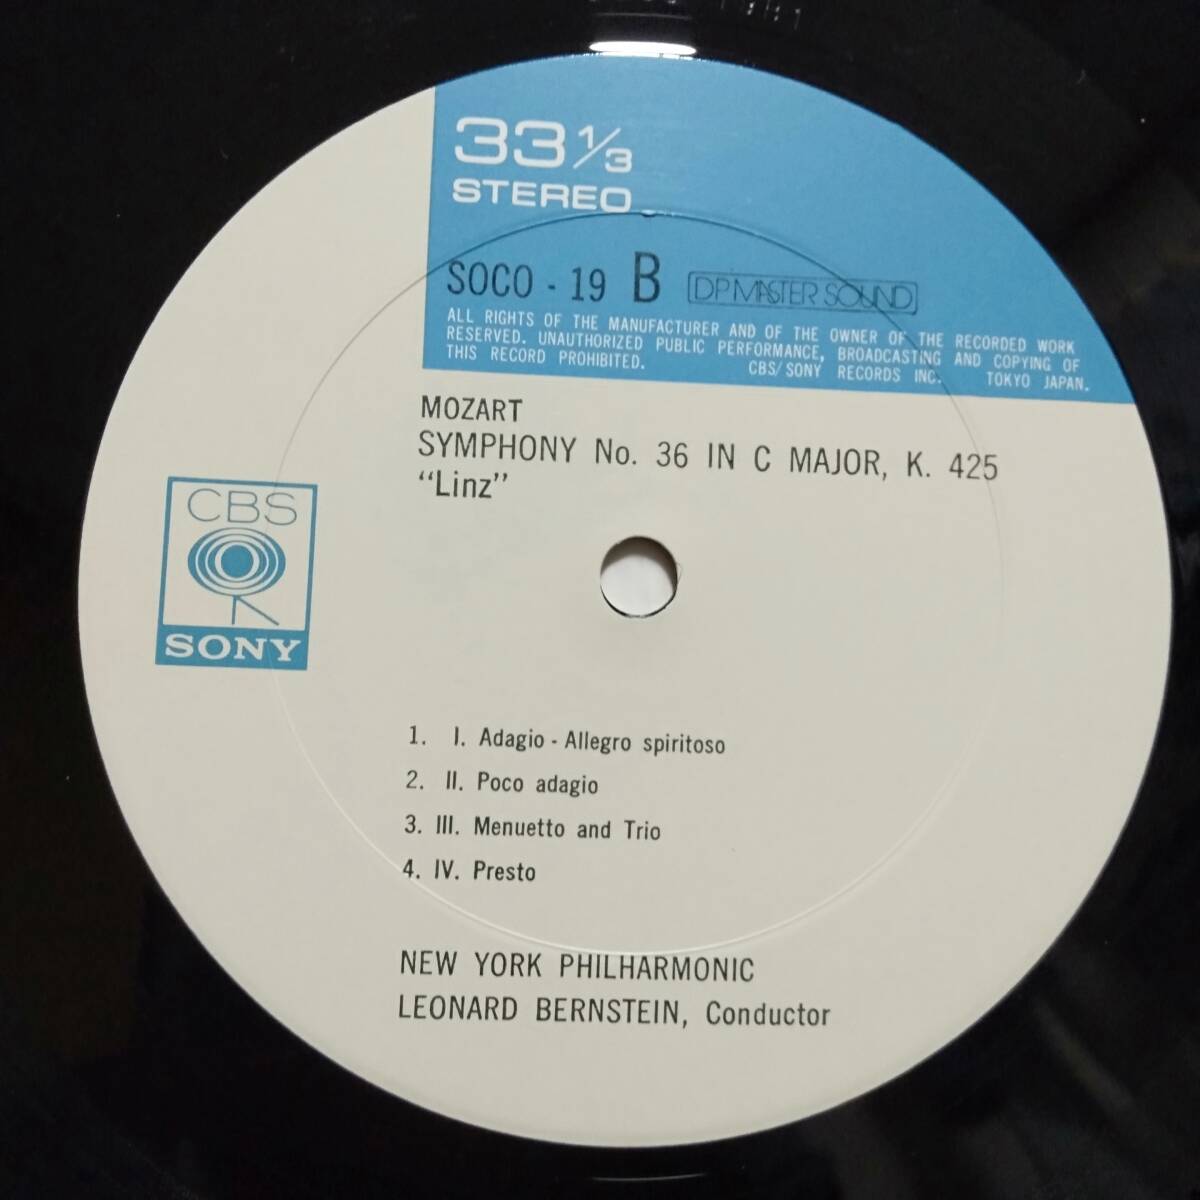 33 1/3
STEREO
SOCO - 19 B DP MASTER SOUND
ALL RIGHTS OF THE MANUFACTURER AND OF THE OWNER OF THE RECORDED WORK
RESERVED. UNAUTHORIZED PUBLIC PERFORMANCE, BROADCASTING AND COPYING OF
THIS RECORD PROHIBITED. CBS/SONY RECORDS INC. TOKYO JAPAN.
MOZART
SYMPHONY No. 36 IN C MAJOR, K. 425
“Linz”
CBS
SONY
1. I. Adagio - Allegro spiritoso
2. II. Poco adagio
3. III. Menuetto and Trio
4. IV. Presto
NEW YORK PHILHARMONIC
LEONARD BERNSTEIN, Conductor